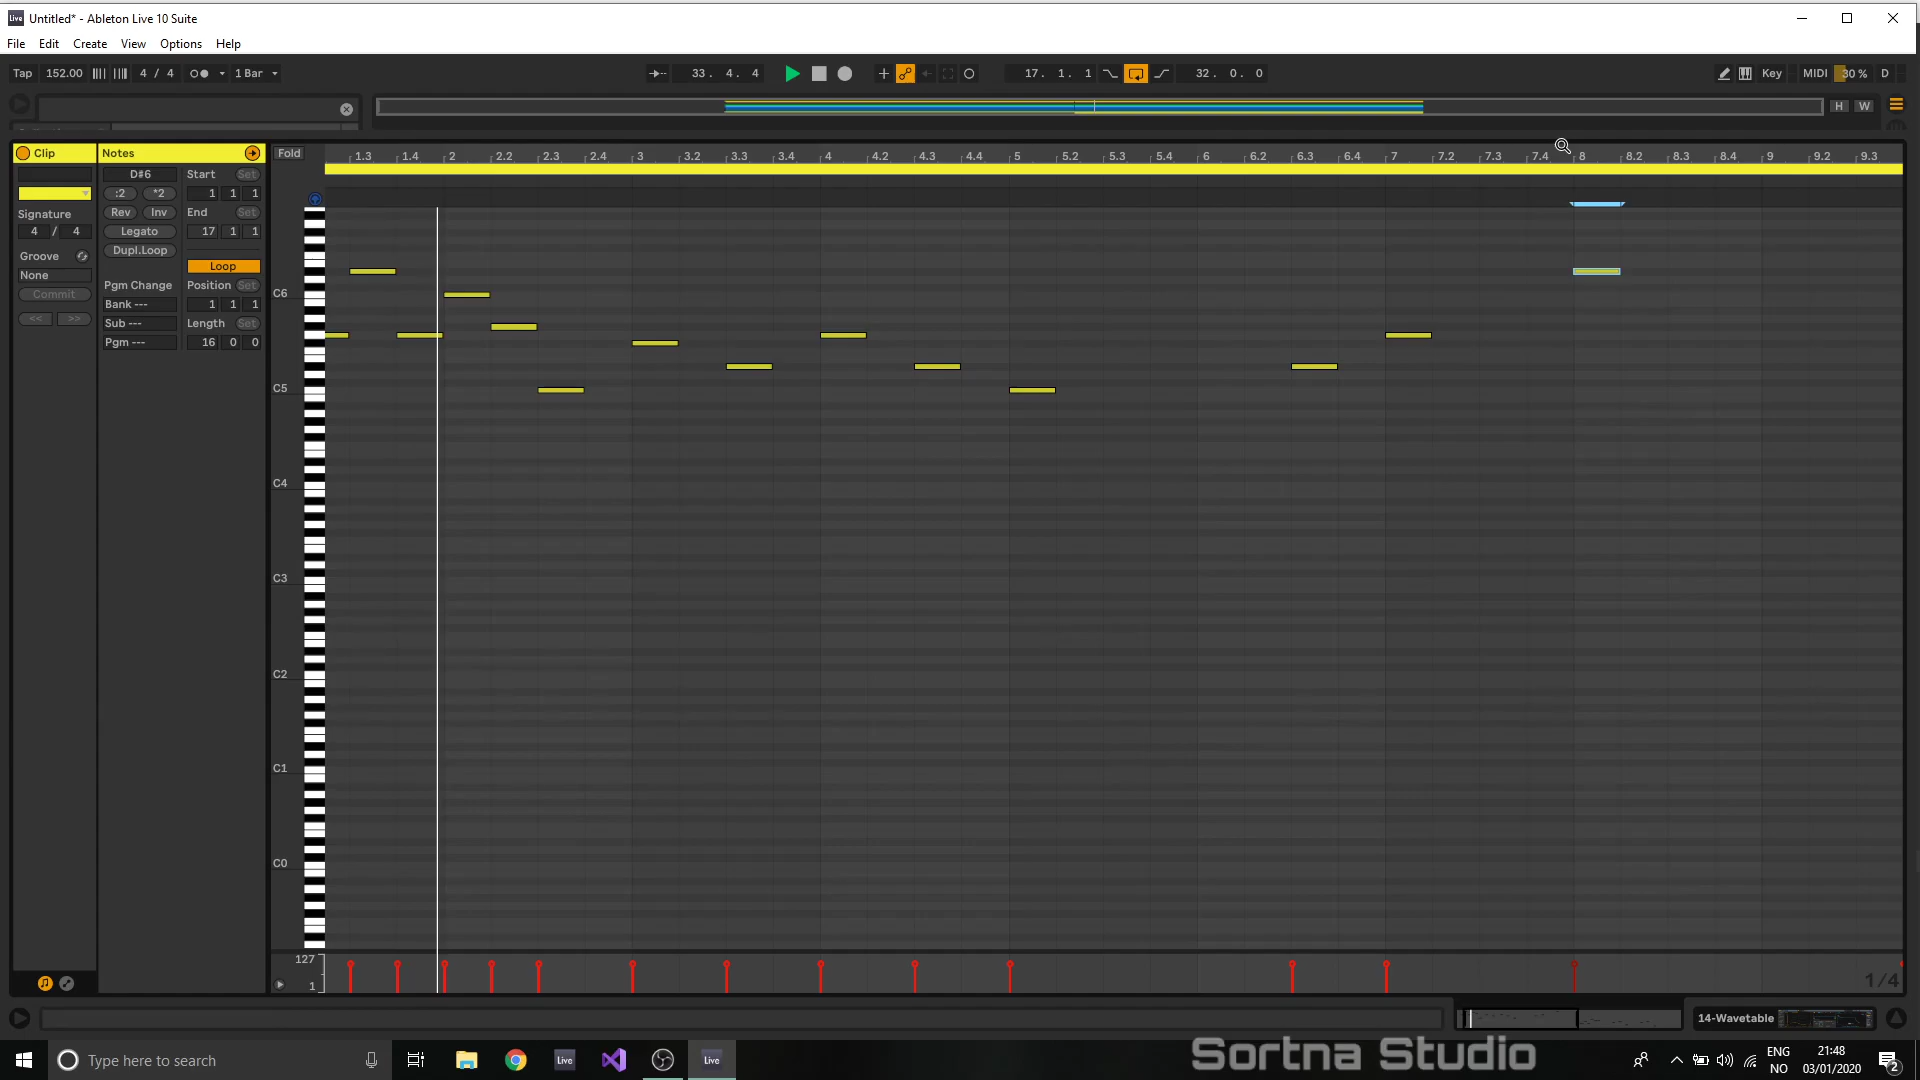 Untitled* - Ableton Live 10 Suite
File Edit Create View Options Help
Tap 152.00 4 / 4 1 Bar 33. 4. 4 17. 1. 1 32. 0. 0 Key MIDI 30 % D
H W
Clip Notes Fold 1.3 1.4 2 2.2 2.3 2.4 3 3.2 3.3 3.4 4 4.2 4.3 4.4 5 5.2 5.3 5.4 6 6.2 6.3 6.4 7 7.2 7.3 7.4 8 8.2 8.3 8.4 9 9.2 9.3
D#6 Start Set
:2 *2 1 1 1
Signature Rev Inv End Set
4 / 4 Legato 17 1 1
Dupl.Loop
Groove
Loop
None
Pgm Change Position Set
Commit Bank --- 1 1 1
<< >> Sub --- Length Set
Pgm --- 16 0 0
C6
C5
C4
C3
C2
C1
C0
127
1
1/4
14-Wavetable
Sortna Studio
Type here to search
Live
Live
ENG
NO
21:48
03/01/2020
2